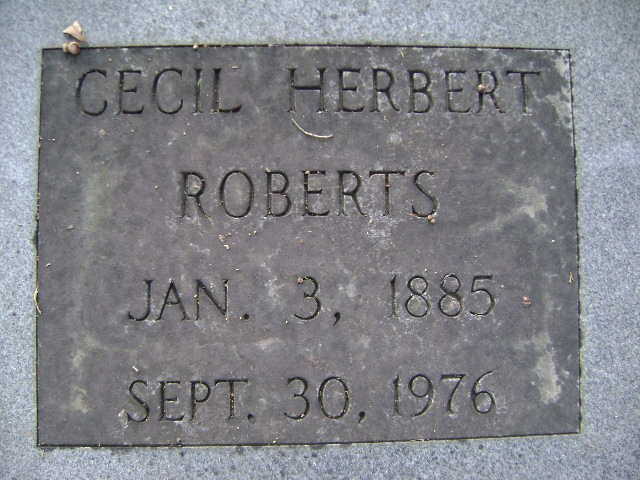 CECIL HERBERT
ROBERTS
JAN. 3, 1885
SEPT. 30, 1976